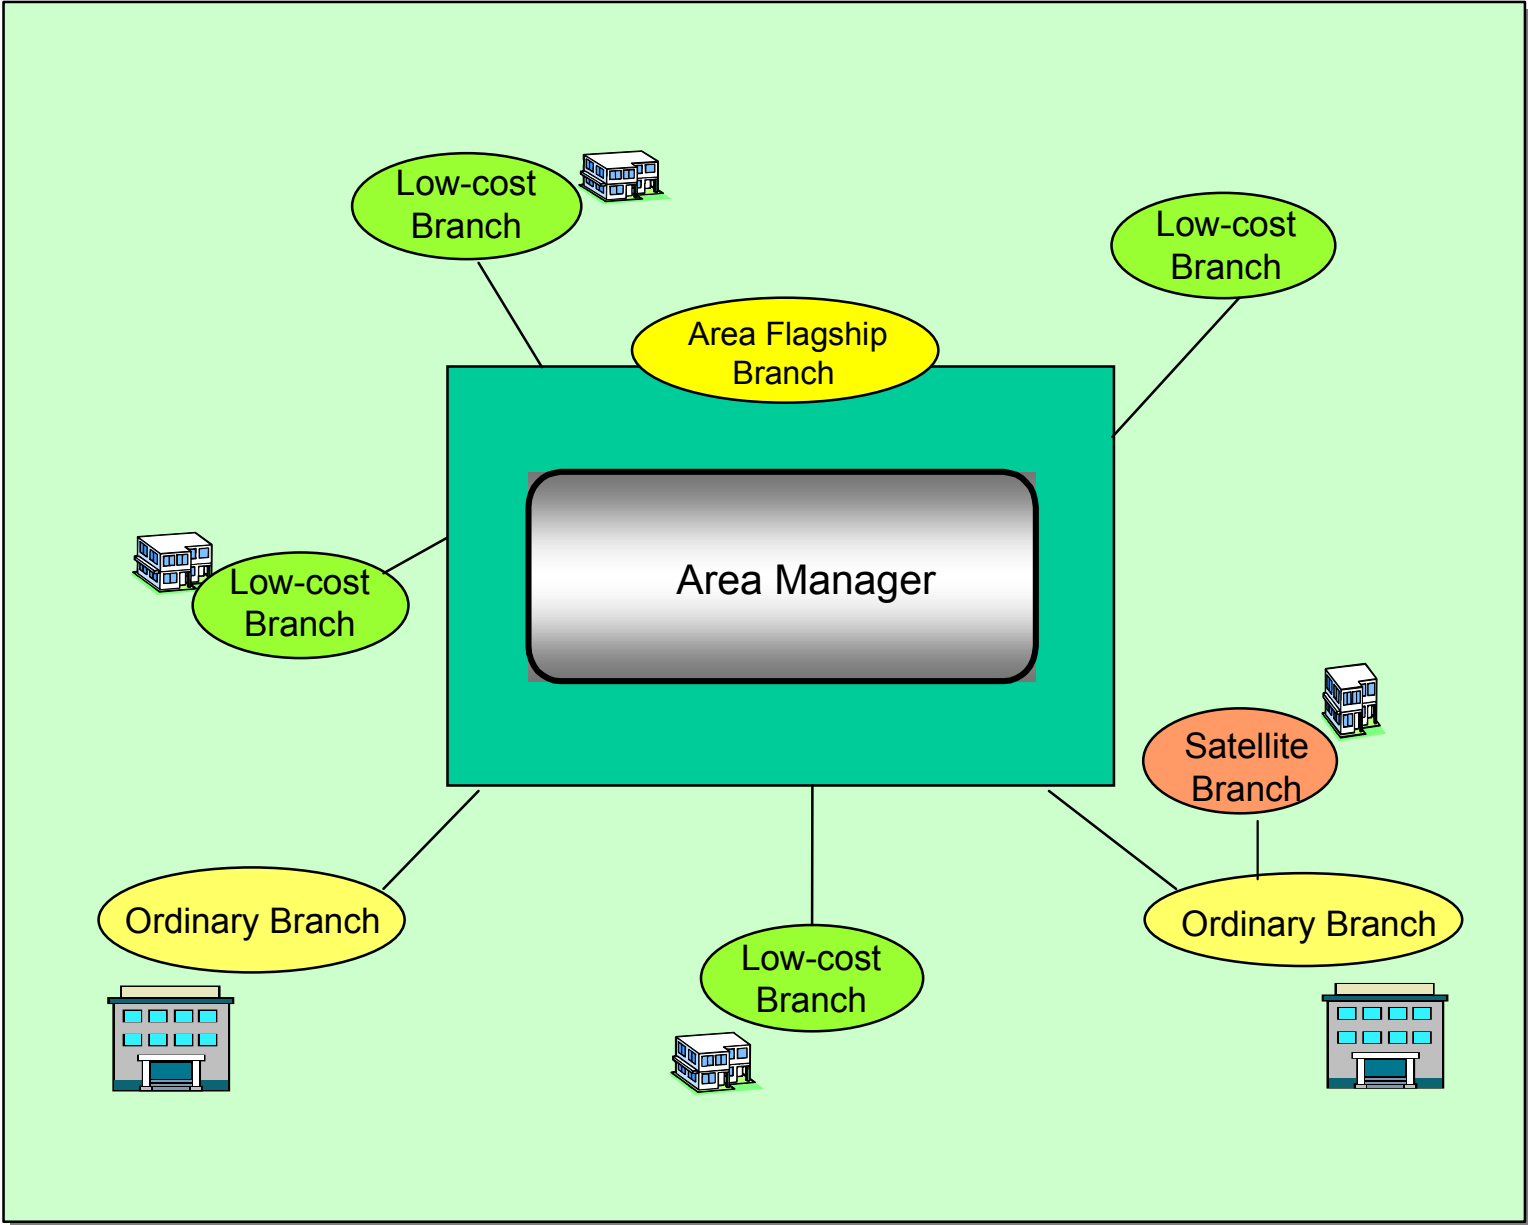 Low-cost
Branch
Low-cost
Branch
Area Flagship
Branch
Low-cost
Branch
Area Manager
Satellite
Branch
Ordinary Branch
Low-cost
Branch
Ordinary Branch